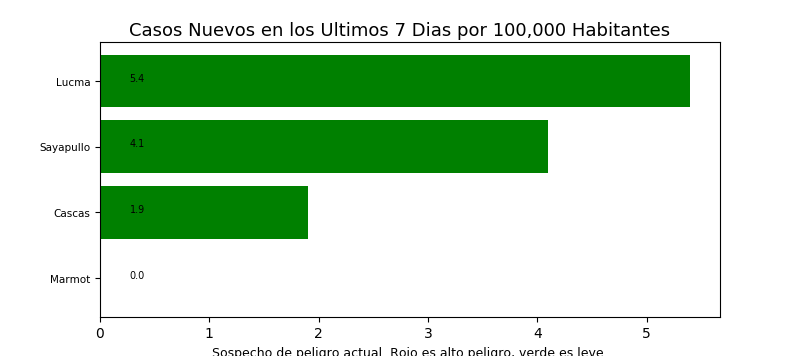 Casos Nuevos en los Ultimos 7 Dias por 100,000 Habitantes
Lucma 5.4
Sayapullo 4.1
Cascas 1.9
Marmot 0.0
0 1 2 3 4 5
Sospecho de peligro actual. Rojo es alto peligro, verde es leve